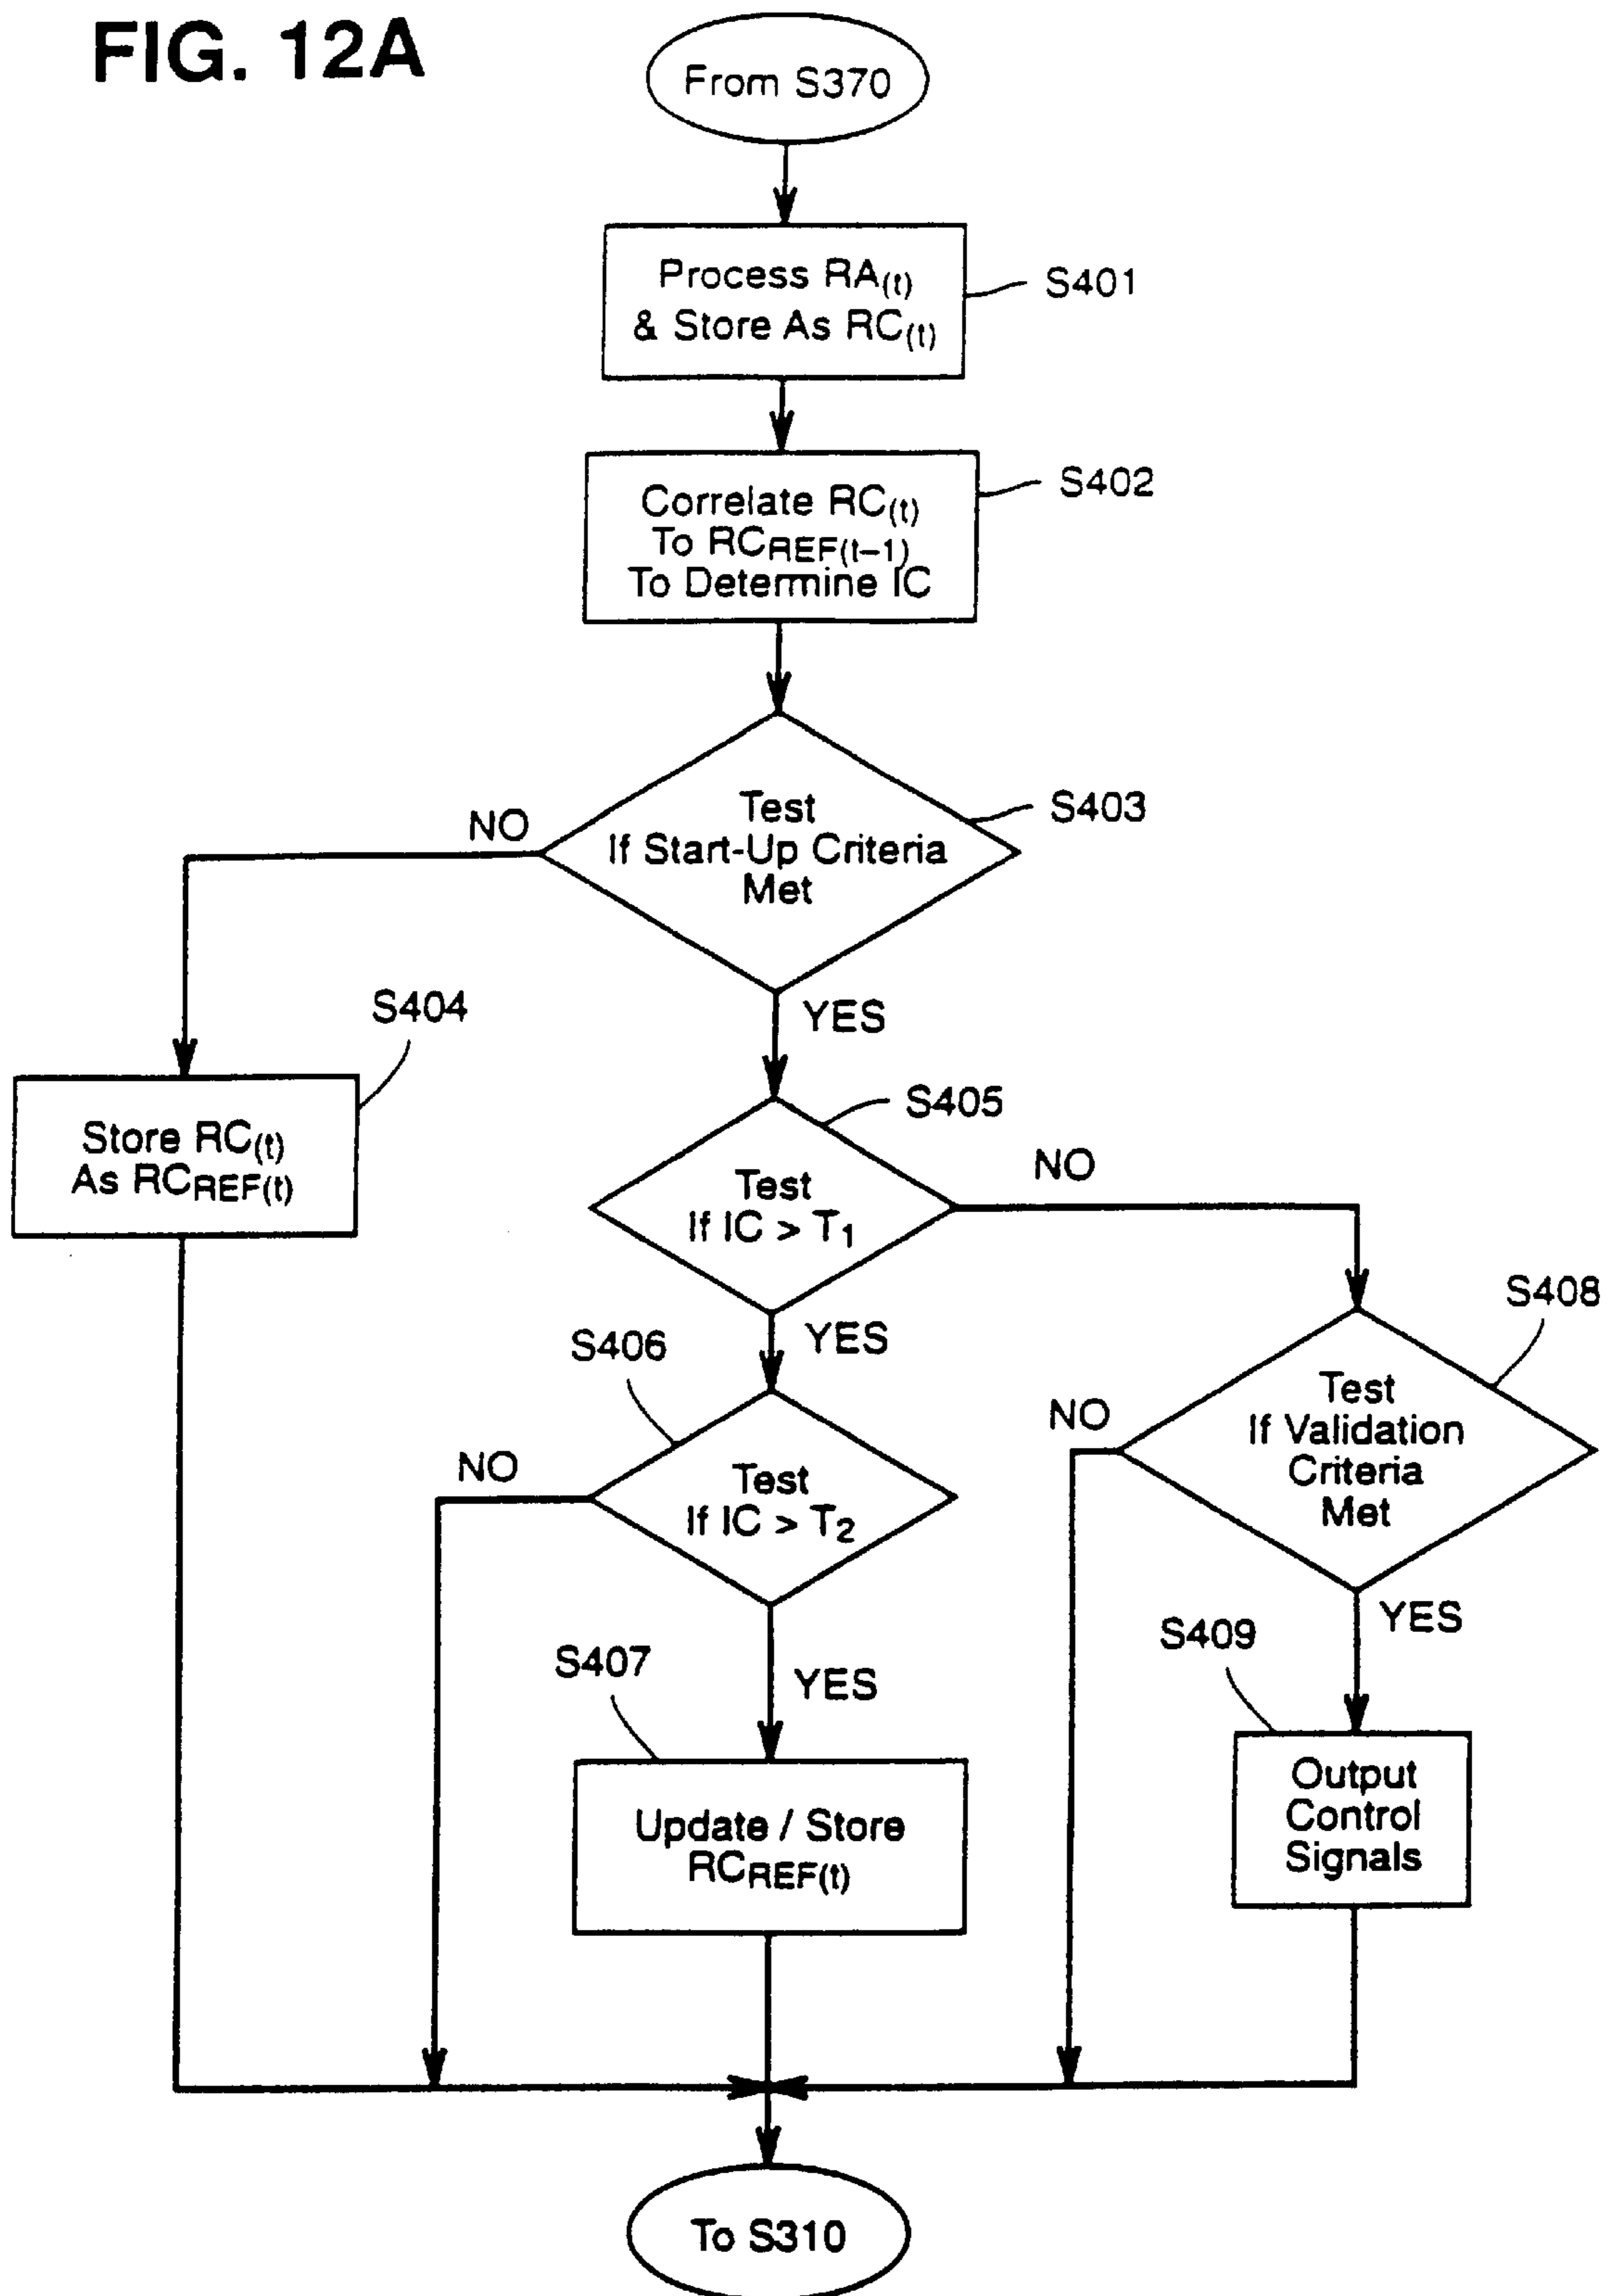 FIG. 12A
From S370
Process RA(t)
& Store As RC(t)
S401
Correlate RC(t)
To RCREF(t-1)
To Determine IC
S402
Test
If Start-Up Criteria
Met
S403
NO
YES
S404
Store RC(t)
As RCREF(t)
S405
Test
If IC > T1
NO
YES
S406
Test
If IC > T2
NO
YES
S408
Test
If Validation
Criteria
Met
NO
YES
S407
Update / Store
RCREF(t)
S409
Output
Control
Signals
To S310